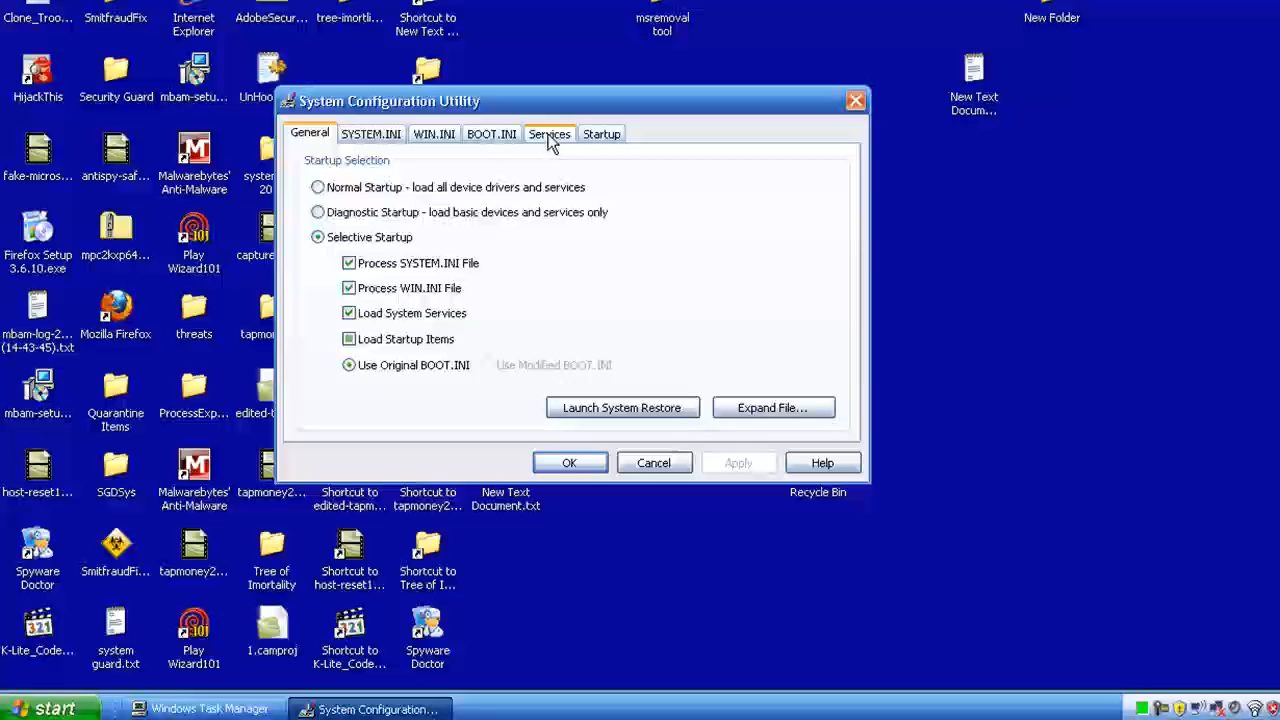 Clone_Troo...
SmitfraudFix
Internet
Explorer
AdobeSecur...
tree-imortli...
Shortcut to
New Text ...
msremoval
tool
New Folder
HijackThis
Security Guard
mbam-setu...
UnHoo...
New Text
Docum...
System Configuration Utility
General
SYSTEM.INI
WIN.INI
BOOT.INI
Services
Startup
Startup Selection
Normal Startup - load all device drivers and services
Diagnostic Startup - load basic devices and services only
Selective Startup
Process SYSTEM.INI File
Process WIN.INI File
Load System Services
Load Startup Items
Use Original BOOT.INI
Use Modified BOOT.INI
Launch System Restore
Expand File...
OK
Cancel
Apply
Help
fake-micros...
antispy-saf...
Malwarebytes'
Anti-Malware
system
20
Firefox Setup
3.6.10.exe
mpc2kxp64...
Play
Wizard101
capture
mbam-log-2...
(14-43-45).txt
Mozilla Firefox
threats
tapmon
mbam-setu...
Quarantine
Items
ProcessExp...
edited-t
host-reset1...
SGDSys
Malwarebytes'
Anti-Malware
tapmoney2...
Shortcut to
edited-tapm...
Shortcut to
tapmoney2...
New Text
Document.txt
Recycle Bin
Spyware
Doctor
SmitfraudFi...
tapmoney2...
Tree of
Imortality
Shortcut to
host-reset1...
Shortcut to
Tree of I...
K-Lite_Code...
system
guard.txt
Play
Wizard101
1.camproj
Shortcut to
K-Lite_Code...
Spyware
Doctor
start
Windows Task Manager
System Configuration...